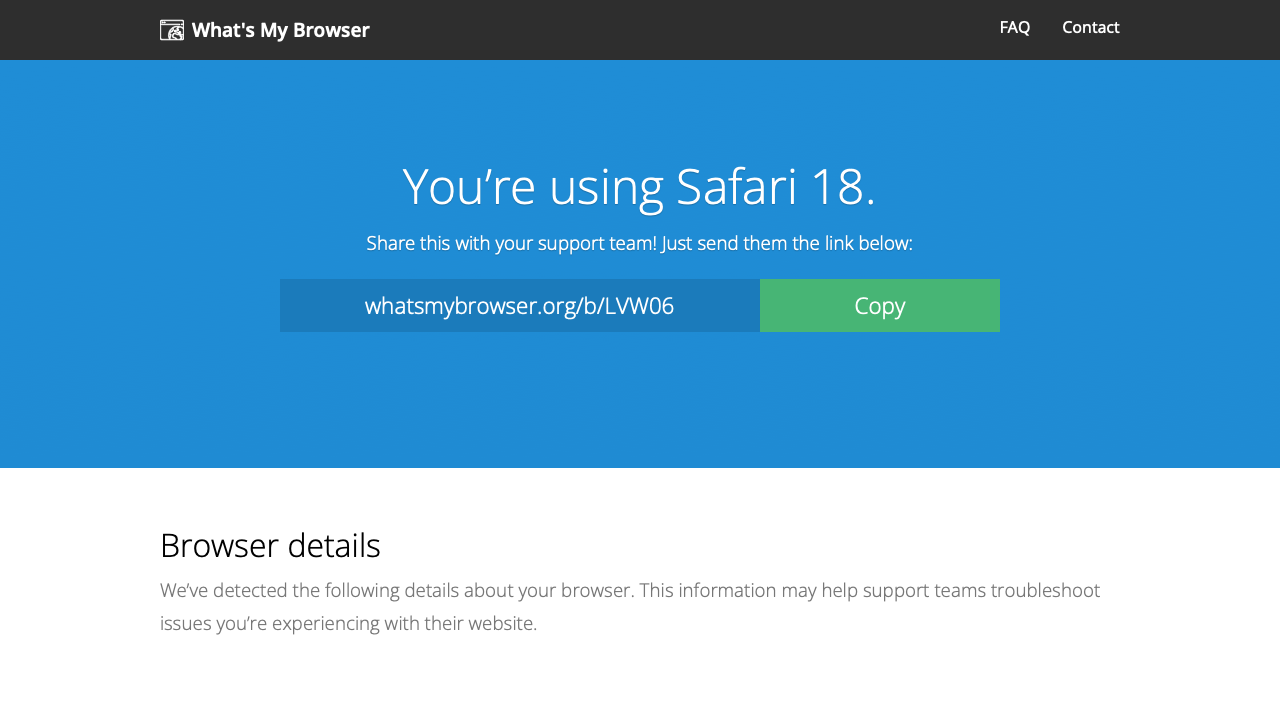 What's My Browser
FAQ
Contact
You’re using Safari 18.
Share this with your support team! Just send them the link below:
whatsmybrowser.org/b/LVW06
Copy
Browser details
We’ve detected the following details about your browser. This information may help support teams troubleshoot
issues you’re experiencing with their website.